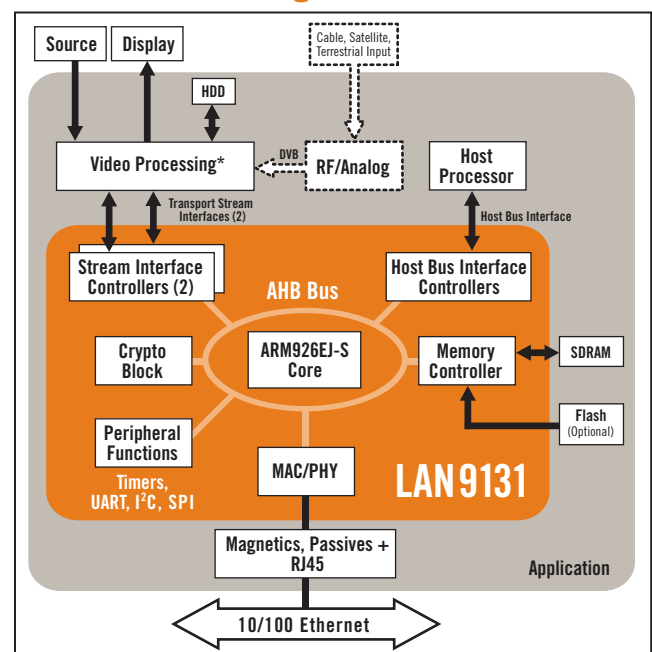 Source
Display
Cable, Satellite,
Terrestrial Input
HDD
Video Processing*
DVB
RF/Analog
Host
Processor
Transport Stream
Interfaces (2)
Host Bus Interface
Stream Interface
Controllers (2)
AHB Bus
Host Bus Interface
Controllers
Crypto
Block
ARM926EJ-S
Core
Memory
Controller
SDRAM
Flash
(Optional)
Peripheral
Functions
Timers,
UART, I²C, SPI
MAC/PHY
LAN9131
Magnetics, Passives +
RJ45
Application
10/100 Ethernet